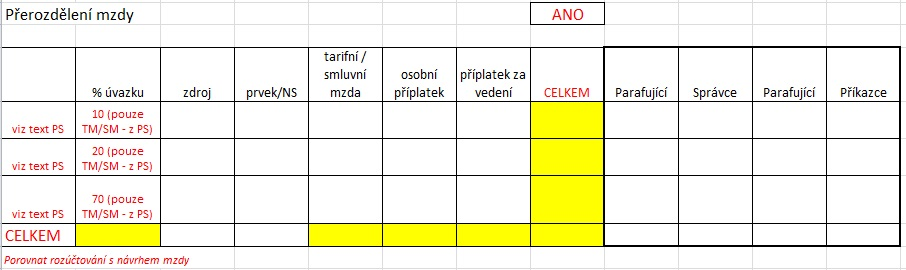 Přerozdělení mzdy ANO
% úvazku zdroj prvek/NS tarifní / smluvní mzda osobní příplatek příplatek za vedení CELKEM Parafující Správce Parafující Příkazce
viz text PS 10 (pouze TM/SM - z PS)
viz text PS 20 (pouze TM/SM - z PS)
viz text PS 70 (pouze TM/SM - z PS)
CELKEM
Porovnat rozúčtování s návrhem mzdy